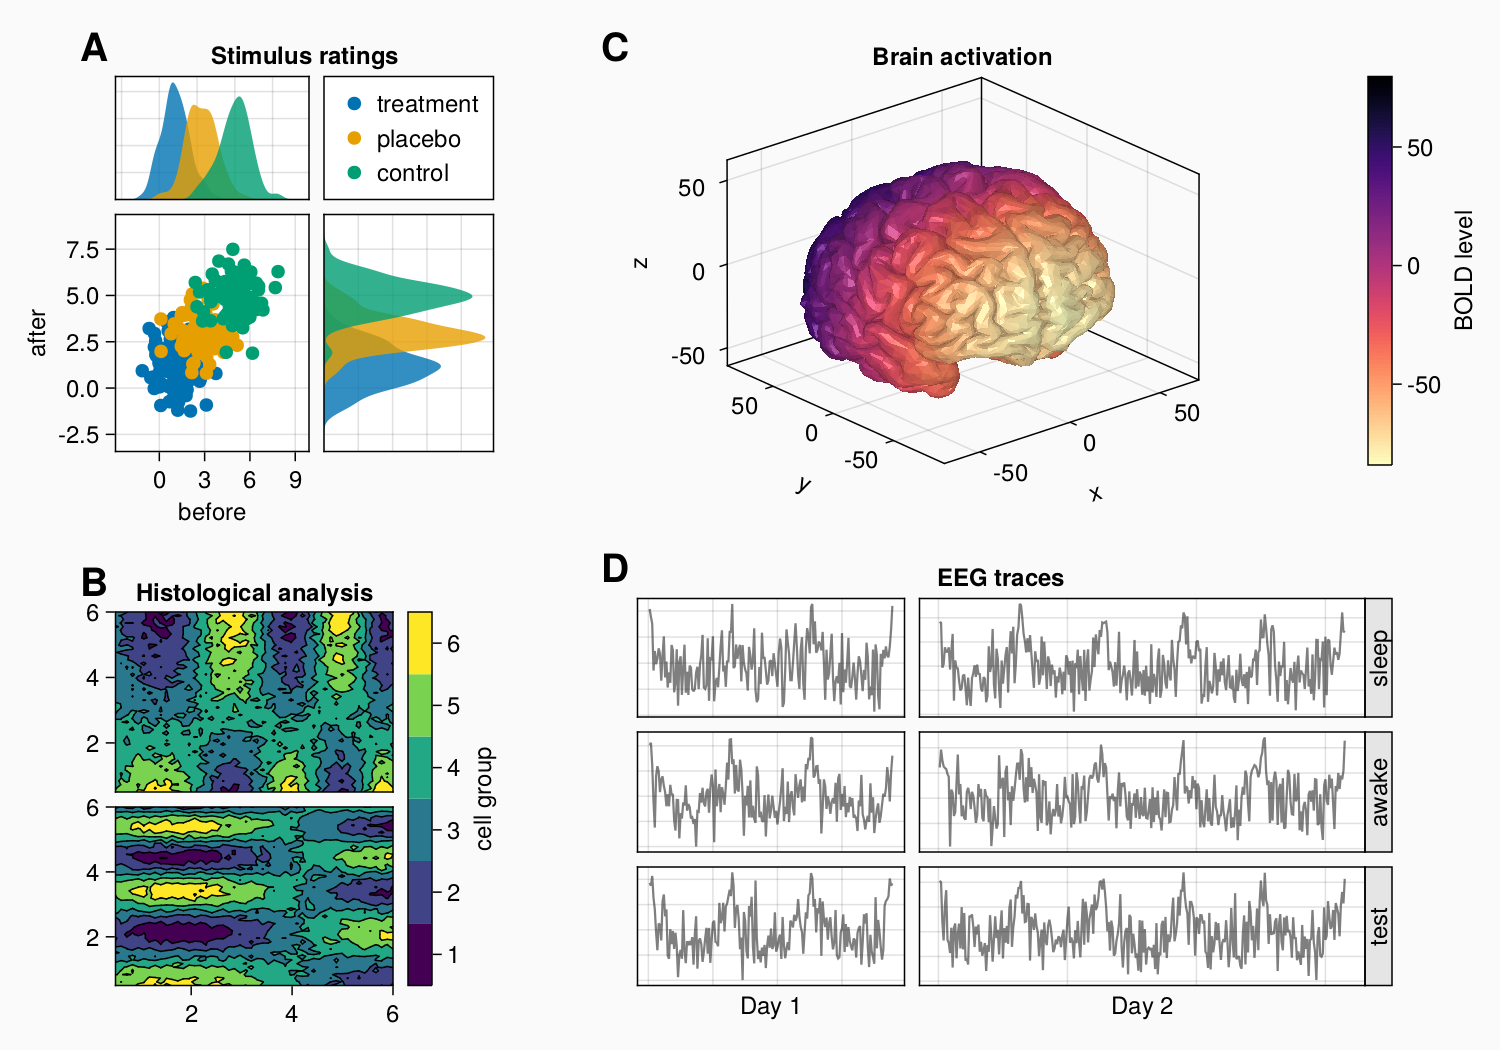 A
Stimulus ratings
treatment
placebo
control
7.5
5.0
2.5
0.0
-2.5
after
0 3 6 9
before
C
Brain activation
50
0
-50
z
50
0
-50
y
-50
0
50
x
50
0
-50
BOLD level
B
Histological analysis
6
4
2
6
4
2
2 4 6
6
5
4
3
2
1
cell group
D
EEG traces
sleep
awake
test
Day 1
Day 2